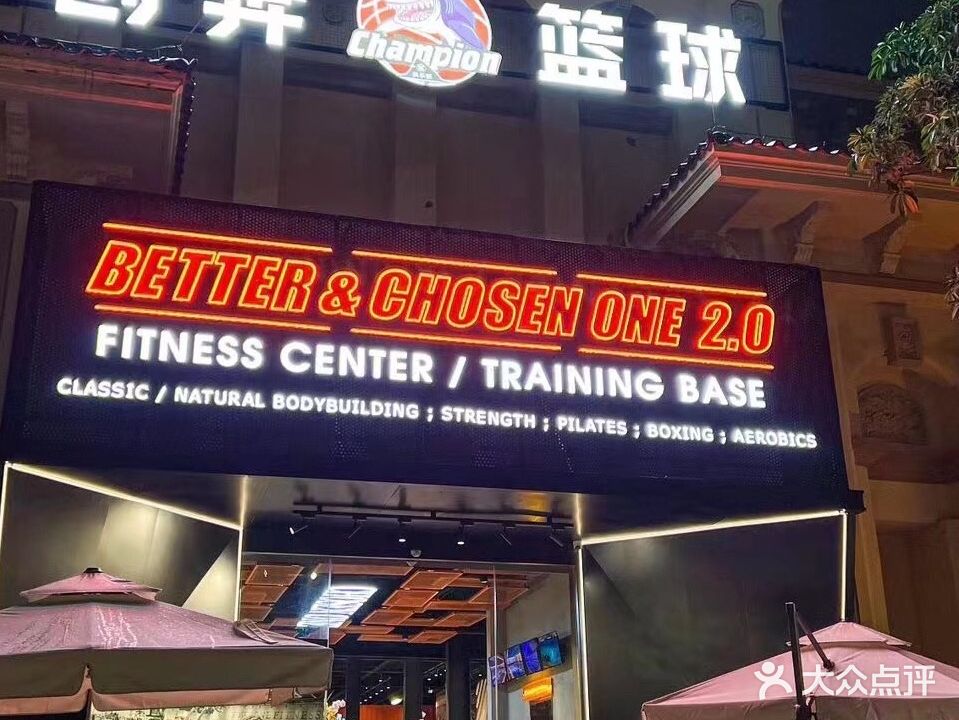 奔 Champion 篮球
BETTER & CHOSEN ONE 2.0
FITNESS CENTER / TRAINING BASE
CLASSIC / NATURAL BODYBUILDING ; STRENGTH ; PILATES ; BOXING ; AEROBICS
大众点评